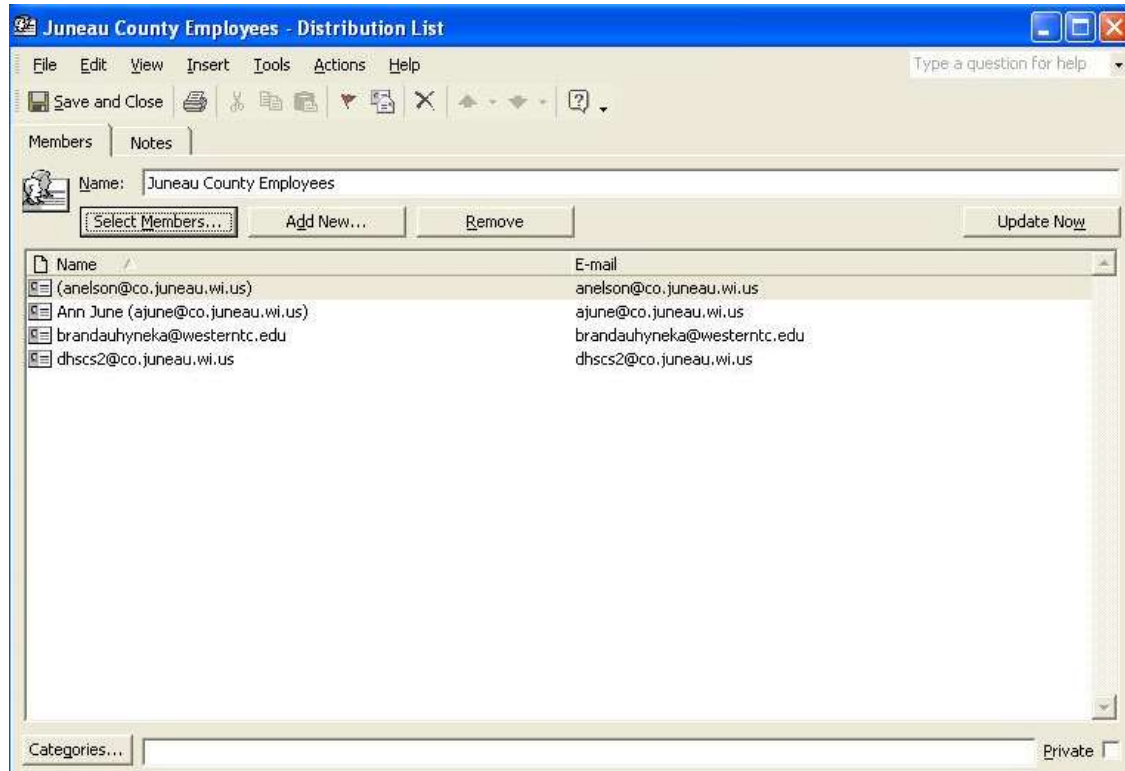 Juneau County Employees - Distribution List
File Edit View Insert Tools Actions Help Type a question for help
Save and Close
Members Notes
Name: Juneau County Employees
Select Members... Add New... Remove Update Now
Name E-mail
(anelson@co.juneau.wi.us) anelson@co.juneau.wi.us
Ann June (ajune@co.juneau.wi.us) ajune@co.juneau.wi.us
brandauhyneka@westerntc.edu brandauhyneka@westerntc.edu
dhscs2@co.juneau.wi.us dhscs2@co.juneau.wi.us
Categories... Private